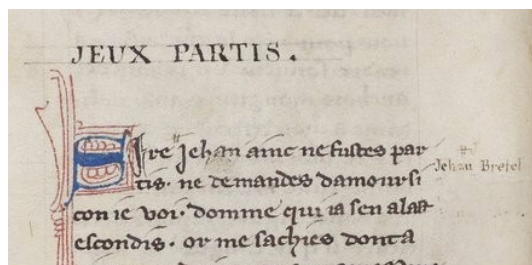 JEUX PARTIS.
Sire Jehan ainc ne fustes par
tis. ne demandes damours si
con ie voi. domme qui ia sen alast
escondis. or me sachies dont a
Jehan Bretel